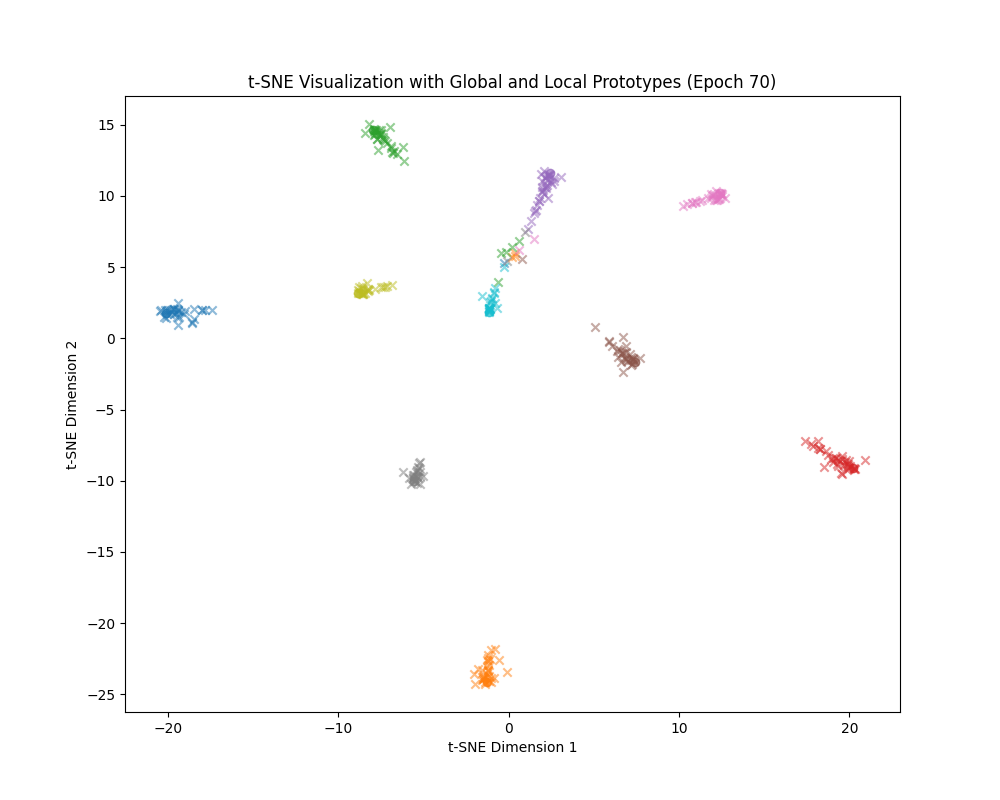 t-SNE Visualization with Global and Local Prototypes (Epoch 70)
15
10
5
0
−5
−10
−15
−20
−25
t-SNE Dimension 2
−20 −10 0 10 20
t-SNE Dimension 1